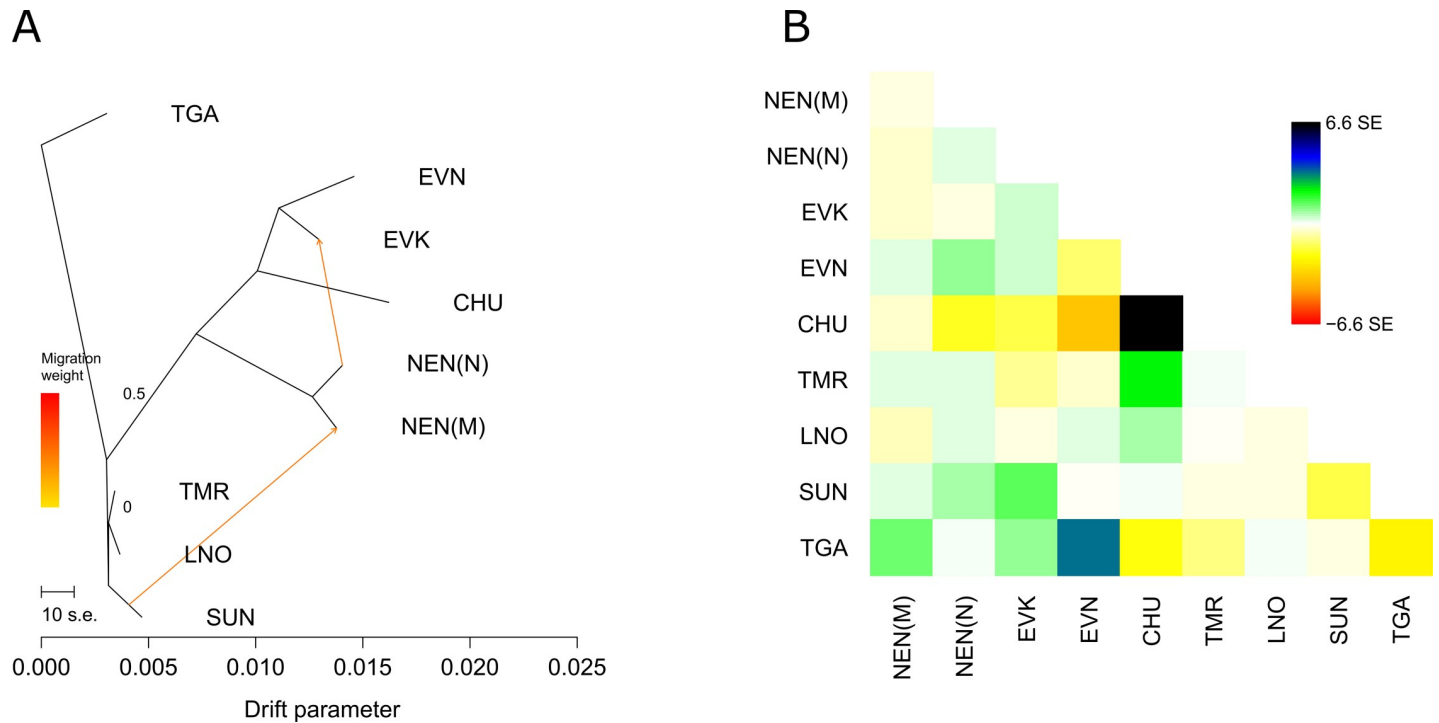 A
TGA
EVN
EVK
CHU
NEN(N)
NEN(M)
TMR
LNO
SUN
Migration
weight
0.5
0
10 s.e.
0.000 0.005 0.010 0.015 0.020 0.025
Drift parameter
B
NEN(M)
NEN(N)
EVK
EVN
CHU
TMR
LNO
SUN
TGA
6.6 SE
−6.6 SE
NEN(M) NEN(N) EVK EVN CHU TMR LNO SUN TGA